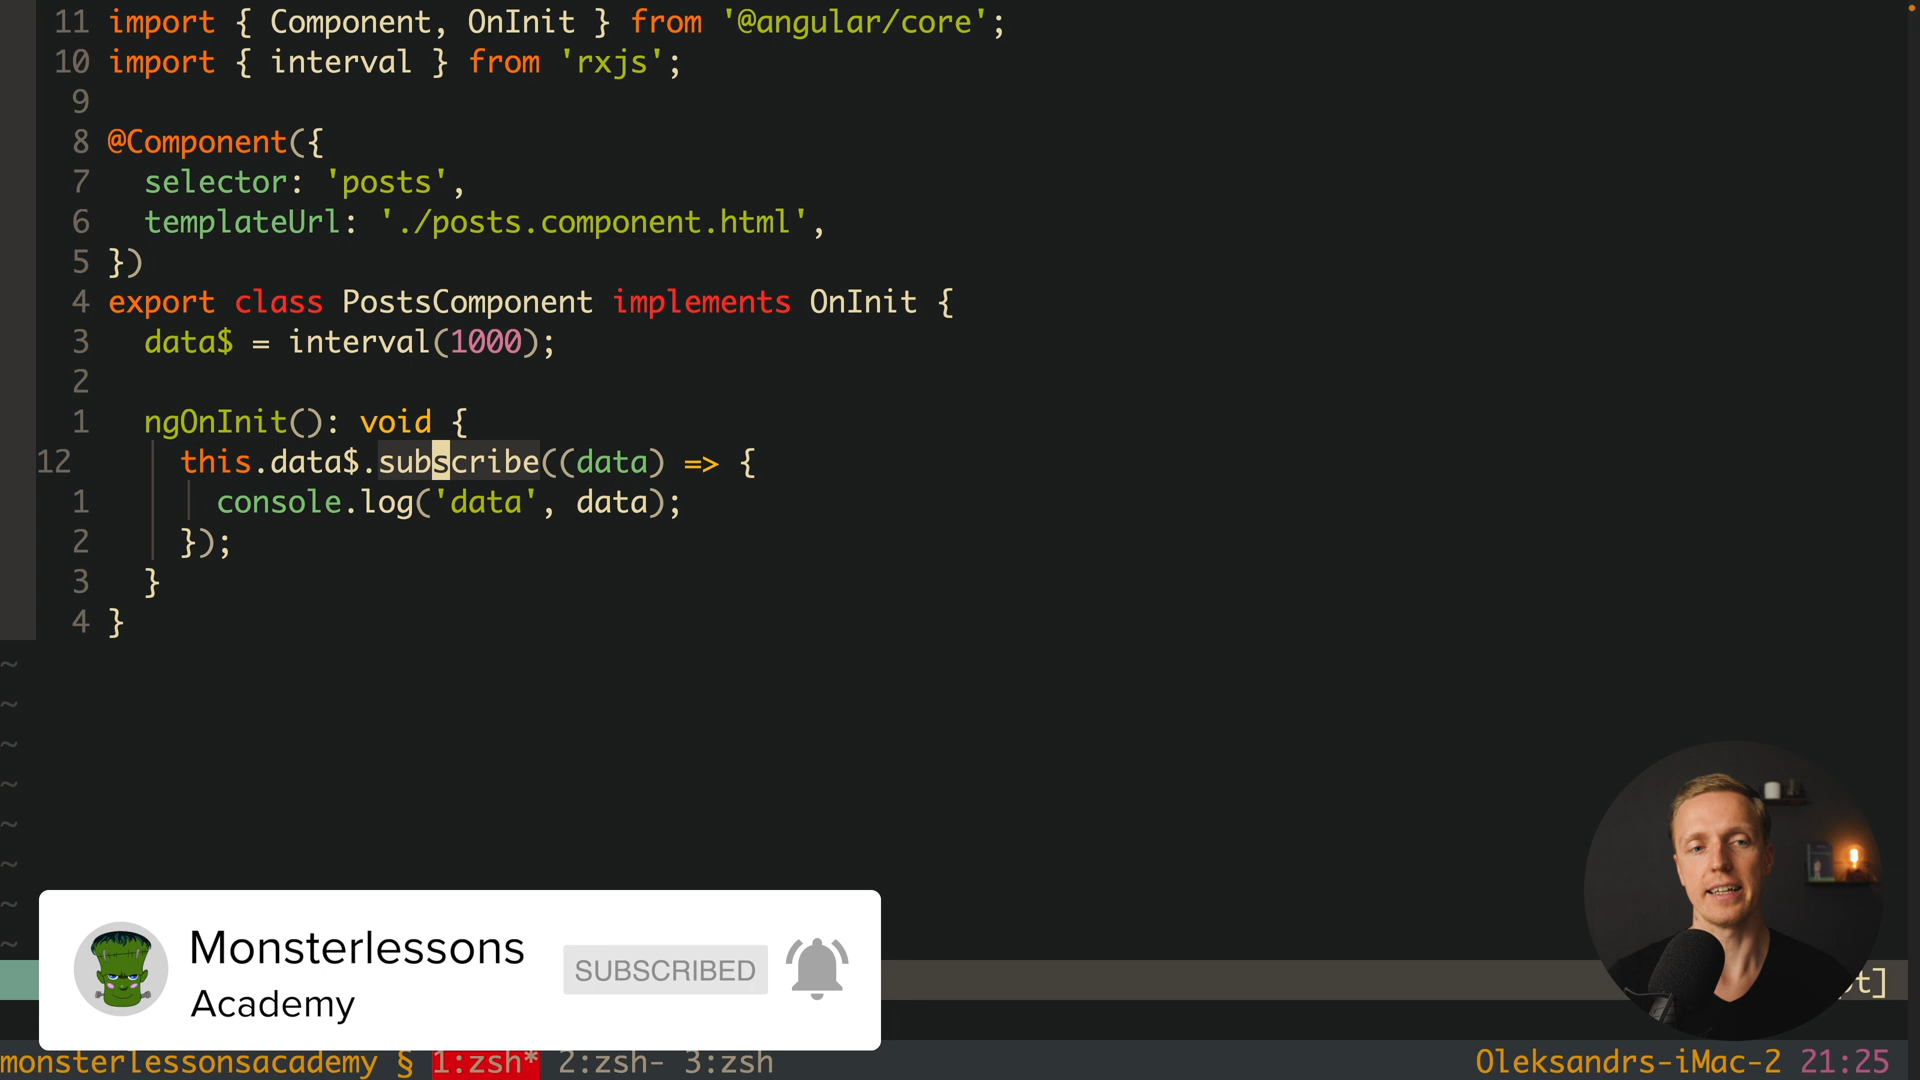 11 import { Component, OnInit } from '@angular/core';
10 import { interval } from 'rxjs';
9
8 @Component({
7   selector: 'posts',
6   templateUrl: './posts.component.html',
5 })
4 export class PostsComponent implements OnInit {
3   data$ = interval(1000);
2
1   ngOnInit(): void {
12     this.data$.subscribe((data) => {
1       console.log('data', data);
2     });
3   }
4 }
~
~
~
~
~
~
~
~
Monsterlessons
Academy
SUBSCRIBED
t]
monsterlessonsacademy § 1:zsh* 2:zsh- 3:zsh
Oleksandrs-iMac-2 21:25